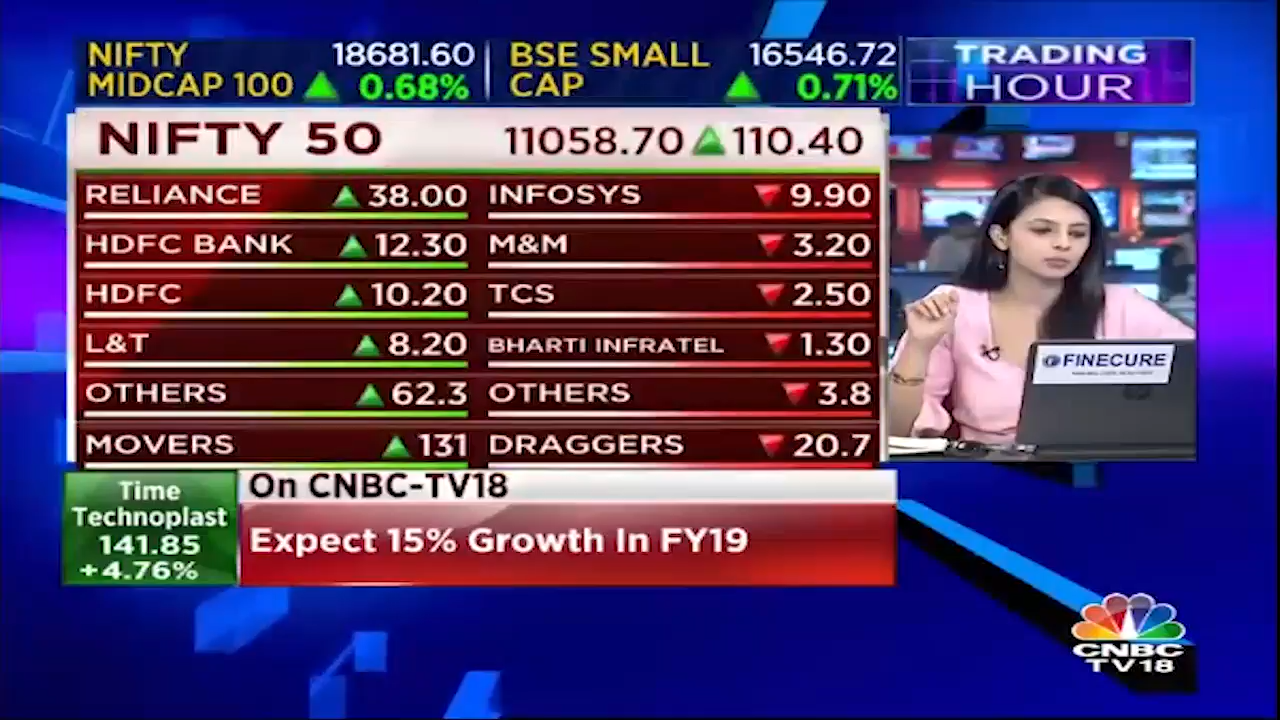 NIFTY MIDCAP 100 18681.60 ▲ 0.68%
BSE SMALL CAP 16546.72 ▲ 0.71%
TRADING
HOUR
NIFTY 50 11058.70 ▲ 110.40
RELIANCE ▲ 38.00 INFOSYS ▼ 9.90
HDFC BANK ▲ 12.30 M&M ▼ 3.20
HDFC ▲ 10.20 TCS ▼ 2.50
L&T ▲ 8.20 BHARTI INFRATEL ▼ 1.30
OTHERS ▲ 62.3 OTHERS ▼ 3.8
MOVERS ▲ 131 DRAGGERS ▼ 20.7
FINECURE
Time
Technoplast
141.85
+4.76%
On CNBC-TV18
Expect 15% Growth In FY19
CNBC
TV18